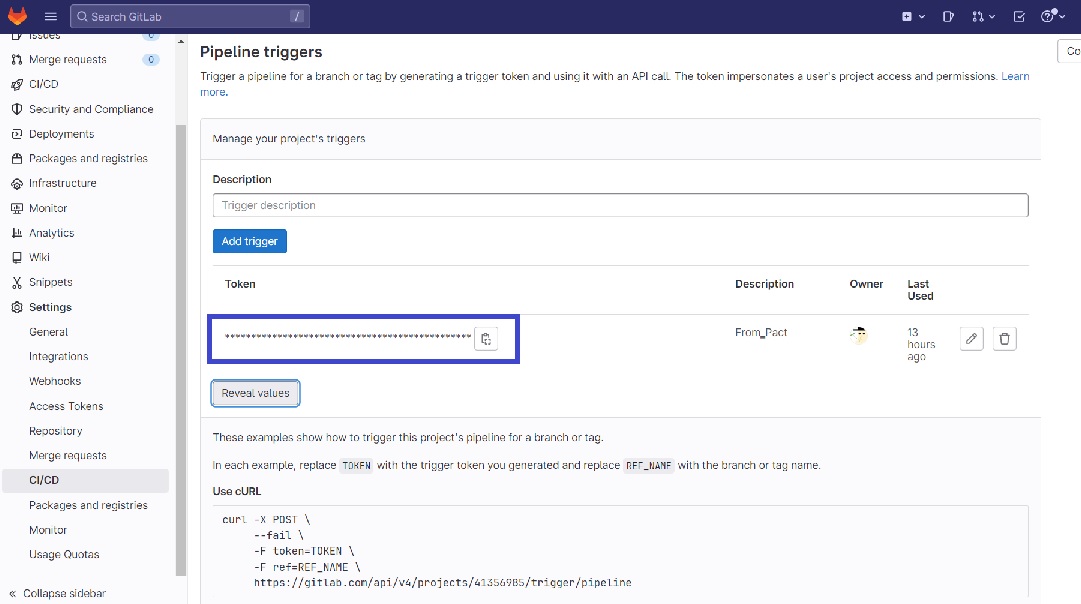 Search GitLab
/
Issues
0
Merge requests
0
CI/CD
Security and Compliance
Deployments
Packages and registries
Infrastructure
Monitor
Analytics
Wiki
Snippets
Settings
General
Integrations
Webhooks
Access Tokens
Repository
Merge requests
CI/CD
Packages and registries
Monitor
Usage Quotas
« Collapse sidebar
Pipeline triggers
Co
Trigger a pipeline for a branch or tag by generating a trigger token and using it with an API call. The token impersonates a user's project access and permissions. Learn
more.
Manage your project's triggers
Description
Trigger description
Add trigger
Token
Description
Owner
Last
Used
***********************************************
From_Pact
13
hours
ago
Reveal values
These examples show how to trigger this project's pipeline for a branch or tag.
In each example, replace TOKEN with the trigger token you generated and replace REF_NAME with the branch or tag name.
Use cURL
curl -X POST \
--fail \
-F token=TOKEN \
-F ref=REF_NAME \
https://gitlab.com/api/v4/projects/41356985/trigger/pipeline